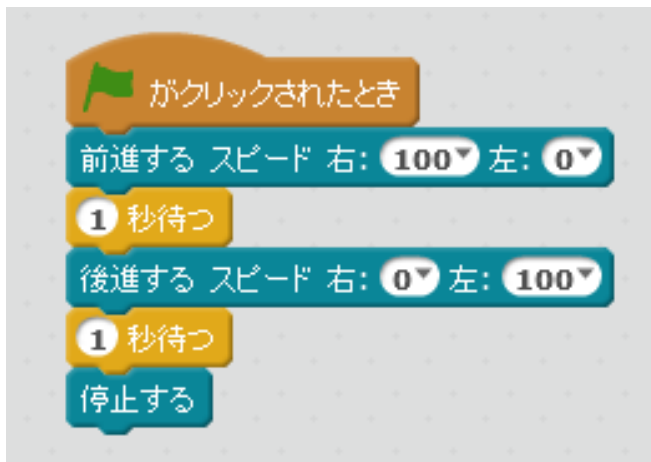 がクリックされたとき
前進する スピード 右: 100 左: 0
1 秒待つ
後進する スピード 右: 0 左: 100
1 秒待つ
停止する